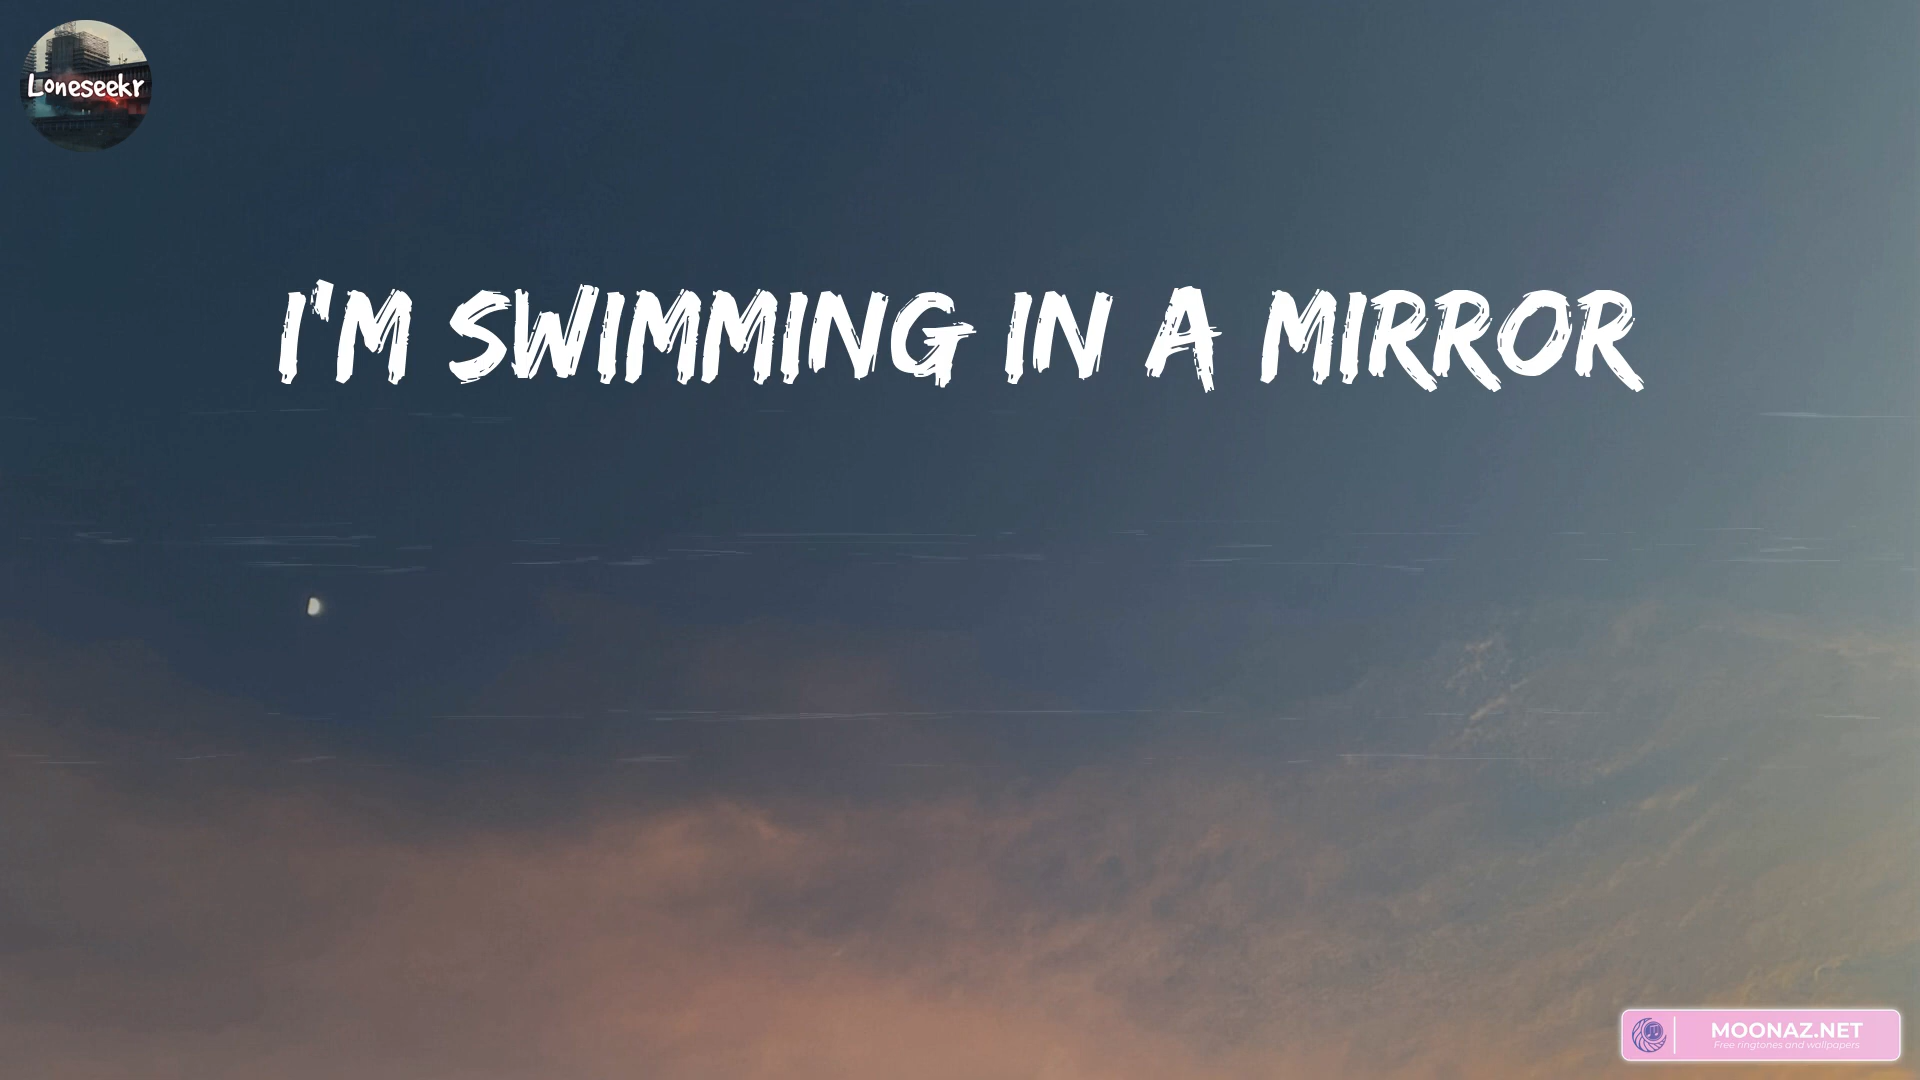 Loneseekr
I'M SWIMMING IN A MIRROR
MOONAZ.NET
Free ringtones and wallpapers